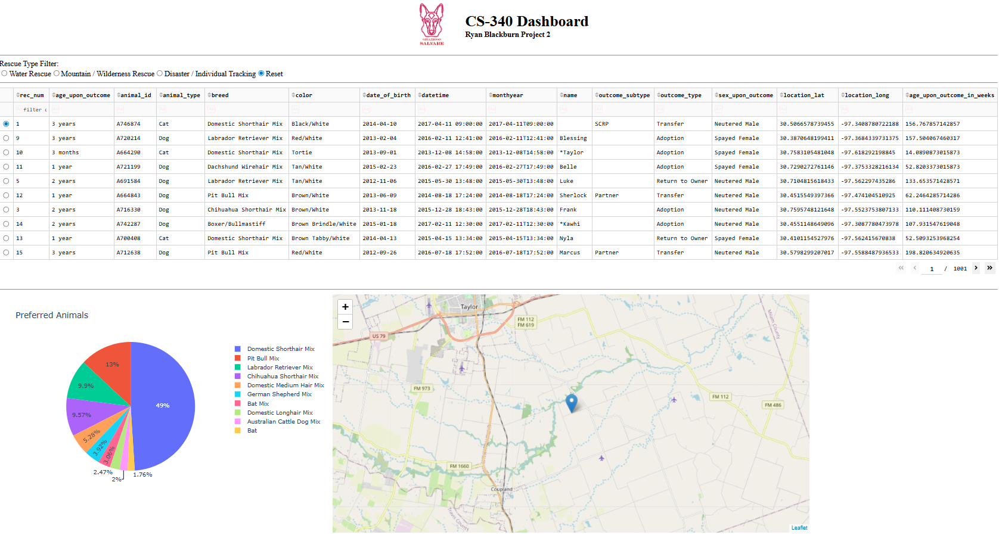 GRAZIOSO
SALVARE
CS-340 Dashboard
Ryan Blackburn Project 2
Rescue Type Filter:
Water Rescue Mountain / Wilderness Rescue Disaster / Individual Tracking Reset
rec_num age_upon_outcome animal_id animal_type breed color date_of_birth datetime monthyear name outcome_subtype outcome_type sex_upon_outcome location_lat location_long age_upon_outcome_in_weeks
Aa filter Aa Aa Aa Aa Aa Aa Aa Aa Aa Aa Aa Aa Aa Aa Aa
1 3 years A746874 Cat Domestic Shorthair Mix Black/White 2014-04-10 2017-04-11 09:00:00 2017-04-11T09:00:00 SCRP Transfer Neutered Male 30.5066578739455 -97.3408780722188 156.767857142857
9 3 years A720214 Dog Labrador Retriever Mix Red/White 2013-02-04 2016-02-11 12:41:00 2016-02-11T12:41:00 Blessing Adoption Spayed Female 30.3870648199411 -97.3684339731375 157.504067460317
10 3 months A664290 Cat Domestic Shorthair Mix Tortie 2013-09-01 2013-12-08 14:58:00 2013-12-08T14:58:00 *Taylor Adoption Spayed Female 30.7583105481048 -97.618292198845 14.0890873015873
11 1 year A721199 Dog Dachshund Wirehair Mix Tan/White 2015-02-23 2016-02-27 17:49:00 2016-02-27T17:49:00 Belle Adoption Spayed Female 30.7290272761146 -97.3753328216134 52.8203373015873
5 2 years A691584 Dog Labrador Retriever Mix Tan/White 2012-11-06 2015-05-30 13:48:00 2015-05-30T13:48:00 Luke Return to Owner Neutered Male 30.7104815618433 -97.562297435286 133.653571428571
12 1 year A664843 Dog Pit Bull Mix Brown/White 2013-06-09 2014-08-18 17:24:00 2014-08-18T17:24:00 Sherlock Partner Transfer Neutered Male 30.4515549397366 -97.474104510925 62.2464285714286
3 2 years A716330 Dog Chihuahua Shorthair Mix Brown/White 2013-11-18 2015-12-28 18:43:00 2015-12-28T18:43:00 Frank Adoption Neutered Male 30.7595748121648 -97.5523753807133 110.111408730159
14 2 years A742287 Dog Boxer/Bullmastiff Brown Brindle/White 2015-01-18 2017-02-11 12:30:00 2017-02-11T12:30:00 *Kawhi Adoption Neutered Male 30.4551148649096 -97.3087780473978 107.931547619048
13 1 year A700408 Cat Domestic Shorthair Mix Brown Tabby/White 2014-04-13 2015-04-15 13:34:00 2015-04-15T13:34:00 Nyla Return to Owner Spayed Female 30.4101154527976 -97.562415670838 52.5093253968254
15 3 years A712638 Dog Pit Bull Mix Red/White 2012-09-26 2016-07-18 17:52:00 2016-07-18T17:52:00 Marcus Partner Transfer Neutered Male 30.5798299207017 -97.5588487936533 198.820634920635
1 / 1001
Preferred Animals
49%
13%
9.9%
9.57%
5.28%
3.92%
3.06%
2.47%
2%
1.76%
Domestic Shorthair Mix
Pit Bull Mix
Labrador Retriever Mix
Chihuahua Shorthair Mix
Domestic Medium Hair Mix
German Shepherd Mix
Bat Mix
Domestic Longhair Mix
Australian Cattle Dog Mix
Bat
+
−
Taylor
FM 112
FM 619
US 79
Milam County
FM 973
FM 112
FM 486
FM 1660
Coupland
Travis County
Leaflet